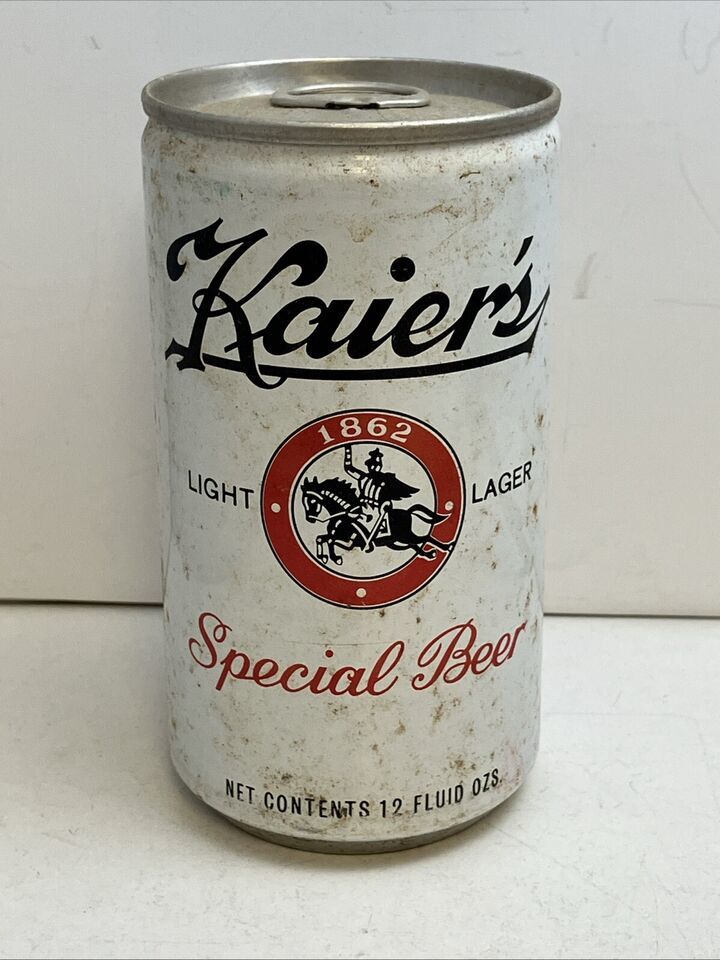 Kaier's
1862
LIGHT LAGER
Special Beer
NET CONTENTS 12 FLUID OZS.